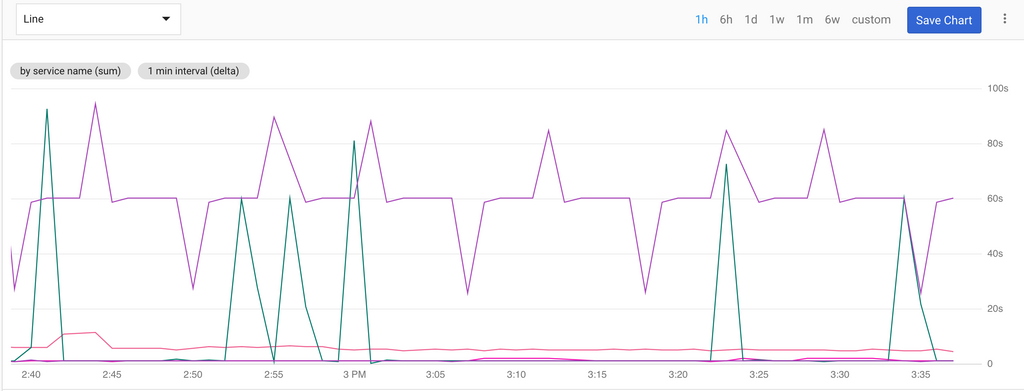 Line
1h 6h 1d 1w 1m 6w custom Save Chart
by service name (sum) 1 min interval (delta)
100s
80s
60s
40s
20s
0
2:40 2:45 2:50 2:55 3 PM 3:05 3:10 3:15 3:20 3:25 3:30 3:35